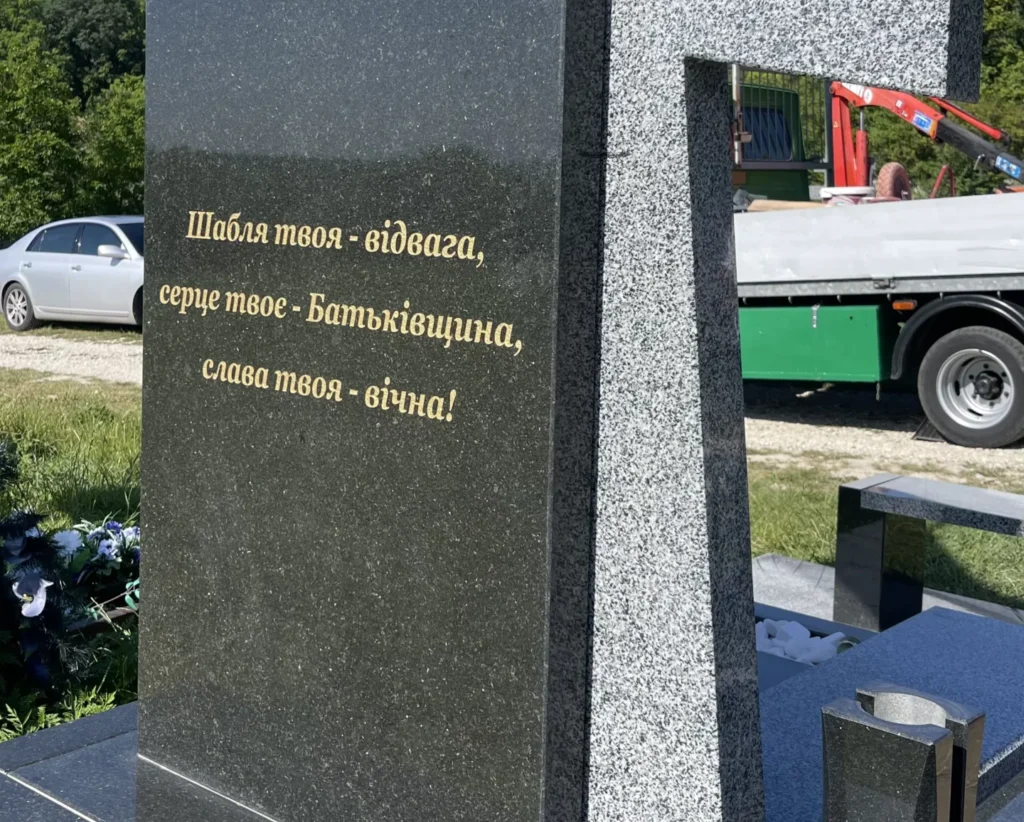 Шабля твоя - відвага,
серце твоє - Батьківщина,
слава твоя - вічна!